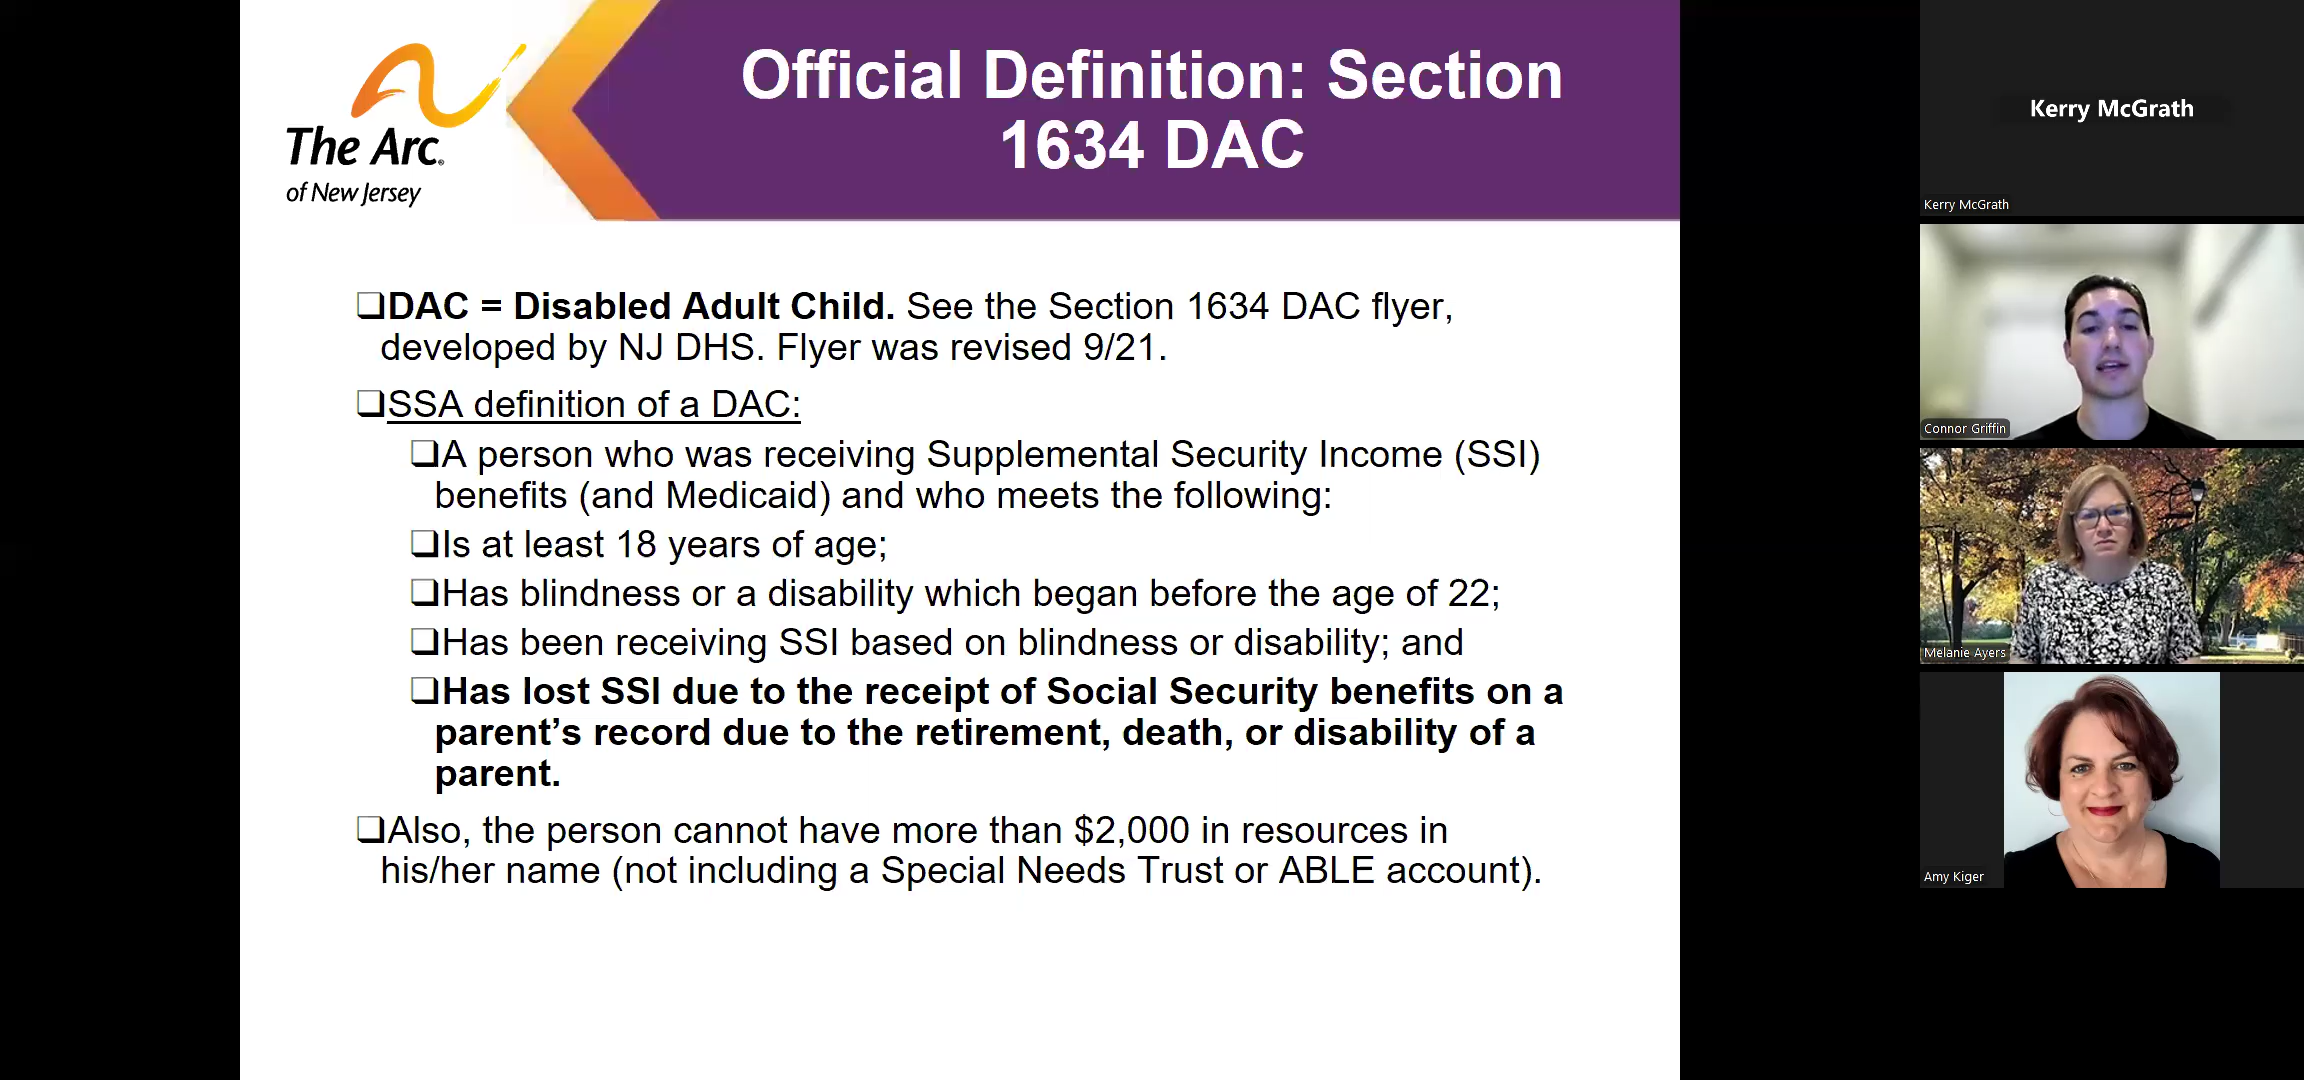 The Arc®
of New Jersey
Official Definition: Section
1634 DAC
❑DAC = Disabled Adult Child. See the Section 1634 DAC flyer,
developed by NJ DHS. Flyer was revised 9/21.
❑SSA definition of a DAC:
❑A person who was receiving Supplemental Security Income (SSI)
benefits (and Medicaid) and who meets the following:
❑Is at least 18 years of age;
❑Has blindness or a disability which began before the age of 22;
❑Has been receiving SSI based on blindness or disability; and
❑Has lost SSI due to the receipt of Social Security benefits on a
parent’s record due to the retirement, death, or disability of a
parent.
❑Also, the person cannot have more than $2,000 in resources in
his/her name (not including a Special Needs Trust or ABLE account).
Kerry McGrath
Kerry McGrath
Connor Griffin
Melanie Ayers
Amy Kiger